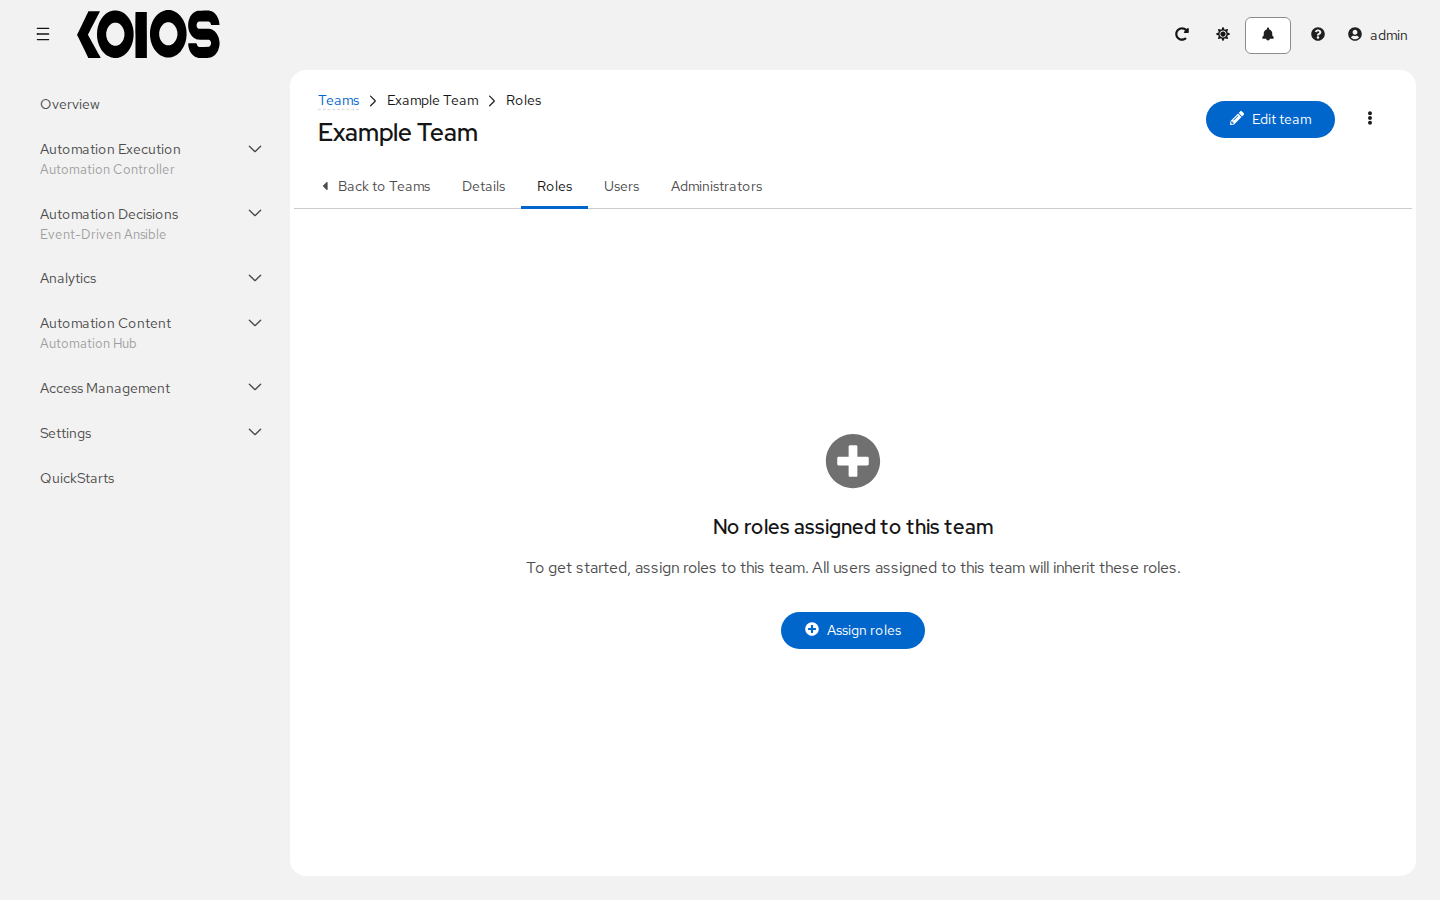 KOIOS
admin
Overview
Automation Execution
Automation Controller
Automation Decisions
Event-Driven Ansible
Analytics
Automation Content
Automation Hub
Access Management
Settings
QuickStarts
Teams Example Team Roles
Example Team
Edit team
Back to Teams Details Roles Users Administrators
No roles assigned to this team
To get started, assign roles to this team. All users assigned to this team will inherit these roles.
Assign roles